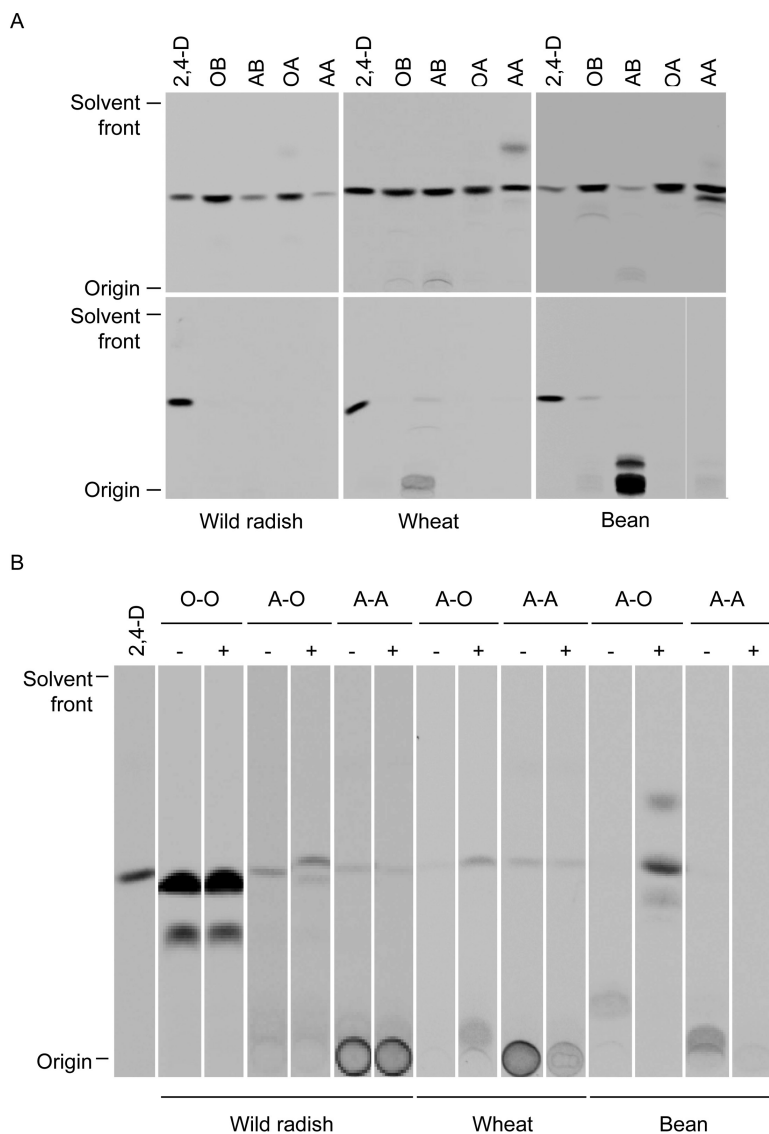 A
2,4-D OB AB OA AA 2,4-D OB AB OA AA 2,4-D OB AB OA AA
Solvent
front
Origin
Solvent
front
Origin
Wild radish Wheat Bean
B
2,4-D
O-O A-O A-A A-O A-A A-O A-A
- + - + - + - + - + - + - +
Solvent
front
Origin
Wild radish Wheat Bean